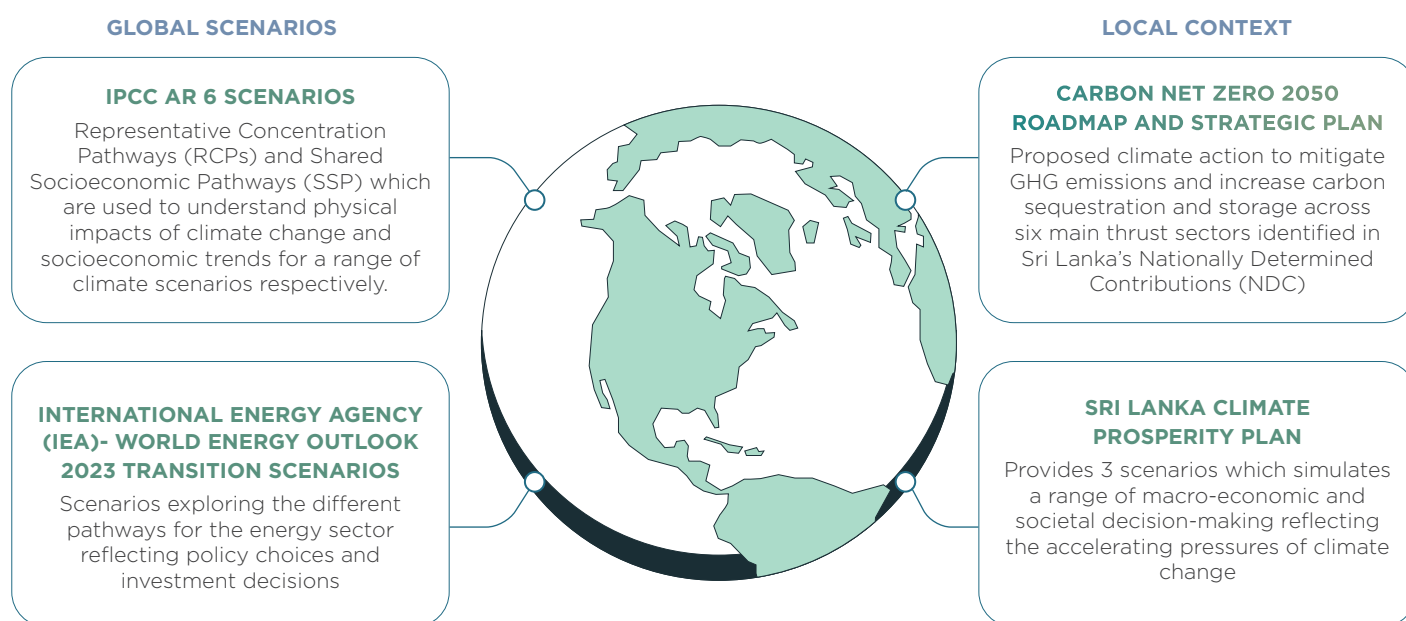 GLOBAL SCENARIOS
IPCC AR 6 SCENARIOS
Representative Concentration
Pathways (RCPs) and Shared
Socioeconomic Pathways (SSP) which
are used to understand physical
impacts of climate change and
socioeconomic trends for a range of
climate scenarios respectively.
INTERNATIONAL ENERGY AGENCY
(IEA)- WORLD ENERGY OUTLOOK
2023 TRANSITION SCENARIOS
Scenarios exploring the different
pathways for the energy sector
reflecting policy choices and
investment decisions
LOCAL CONTEXT
CARBON NET ZERO 2050
ROADMAP AND STRATEGIC PLAN
Proposed climate action to mitigate
GHG emissions and increase carbon
sequestration and storage across
six main thrust sectors identified in
Sri Lanka’s Nationally Determined
Contributions (NDC)
SRI LANKA CLIMATE
PROSPERITY PLAN
Provides 3 scenarios which simulates
a range of macro-economic and
societal decision-making reflecting
the accelerating pressures of climate
change